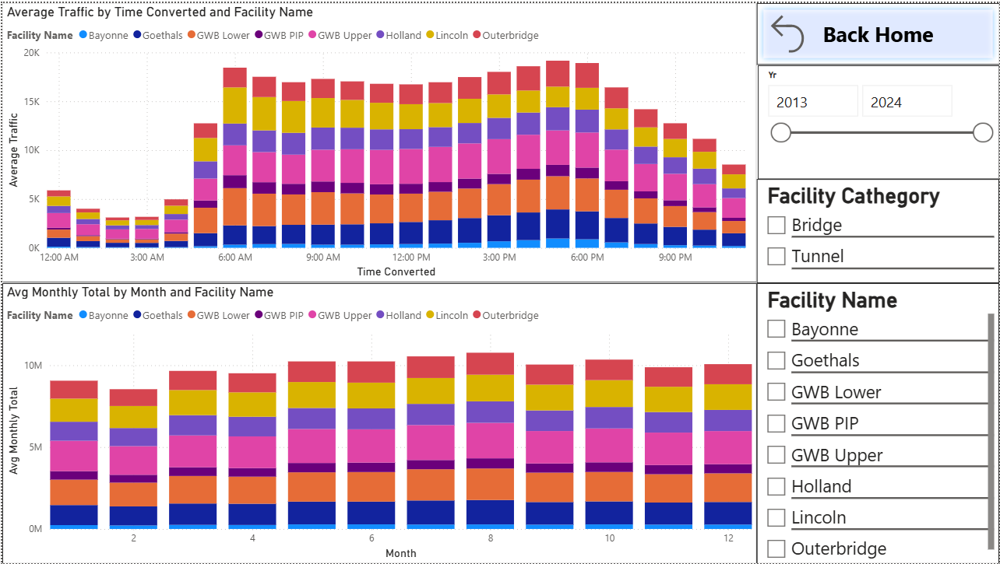 Average Traffic by Time Converted and Facility Name
Facility Name Bayonne Goethals GWB Lower GWB PIP GWB Upper Holland Lincoln Outerbridge
20K
15K
10K
5K
0K
Average Traffic
12:00 AM 3:00 AM 6:00 AM 9:00 AM 12:00 PM 3:00 PM 6:00 PM 9:00 PM
Time Converted
Avg Monthly Total by Month and Facility Name
Facility Name Bayonne Goethals GWB Lower GWB PIP GWB Upper Holland Lincoln Outerbridge
10M
5M
0M
Avg Monthly Total
2 4 6 8 10 12
Month
Back Home
Yr
2013 2024
Facility Cathegory
Bridge
Tunnel
Facility Name
Bayonne
Goethals
GWB Lower
GWB PIP
GWB Upper
Holland
Lincoln
Outerbridge